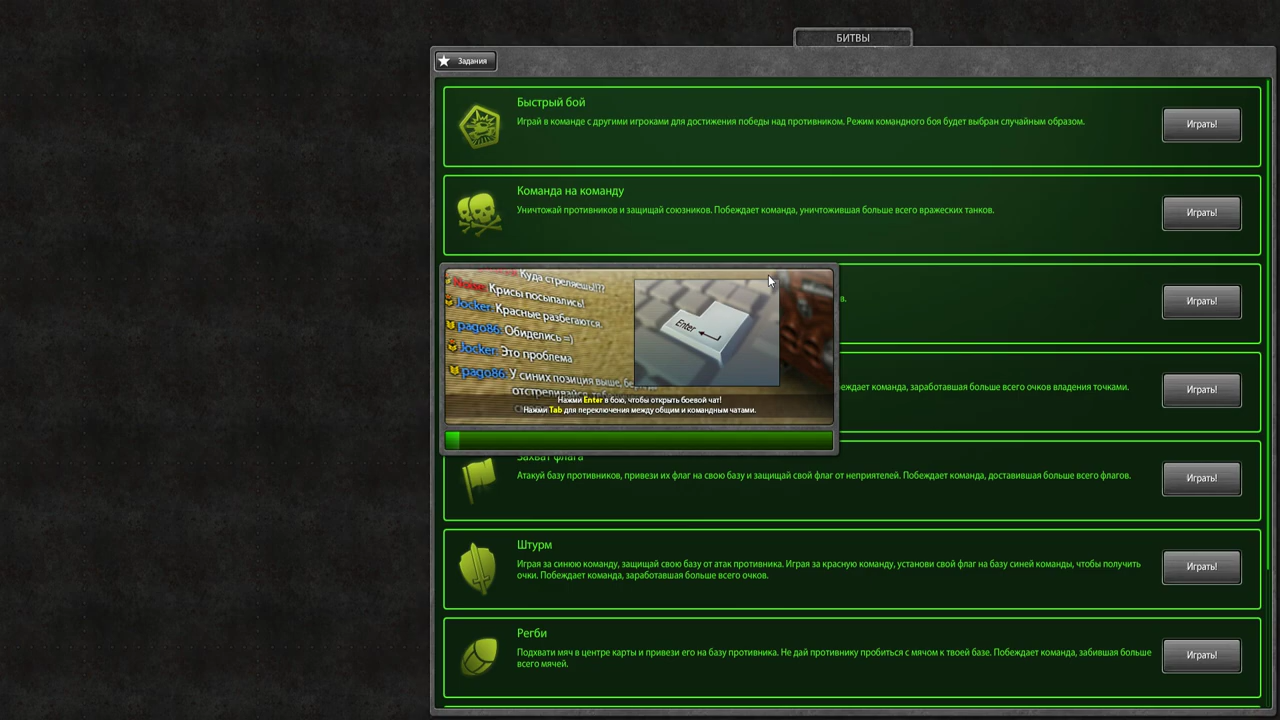 БИТВЫ
Задания
Быстрый бой
Играй в команде с другими игроками для достижения победы над противником. Режим командного боя будет выбран случайным образом.
Играть!
Команда на команду
Уничтожай противников и защищай союзников. Побеждает команда, уничтожившая больше всего вражеских танков.
Играть!
Куда стреляешь!!??
Крисы посыпались!
Jocker: Красные разбегаются.
pago86: Обиделись =)
Jocker: Это проблема
pago86: У синих позиция выше,
отстреливайся,
Enter
Нажми Enter в бою, чтобы открыть боевой чат!
Нажми Tab для переключения между общим и командным чатами.
в.
Играть!
команда, заработавшая больше всего очков владения точками.
Играть!
Захват флага
Атакуй базу противников, привези их флаг на свою базу и защищай свой флаг от неприятелей. Побеждает команда, доставившая больше всего флагов.
Играть!
Штурм
Играя за синюю команду, защищай свою базу от атак противника. Играя за красную команду, установи свой флаг на базу синей команды, чтобы получить
очки. Побеждает команда, заработавшая больше всего очков.
Играть!
Регби
Подхвати мяч в центре карты и привези его на базу противника. Не дай противнику пробиться с мячом к твоей базе. Побеждает команда, забившая больше
всего мячей.
Играть!